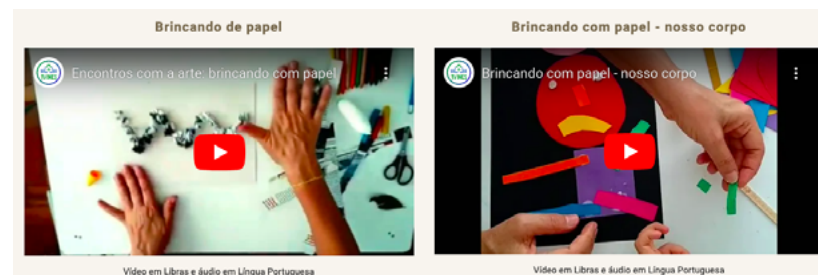 Brincando de papel
Encontros com a arte: brincando com papel
Vídeo em Libras e áudio em Língua Portuguesa
Brincando com papel - nosso corpo
Brincando com papel - nosso corpo
Vídeo em Libras e áudio em Língua Portuguesa